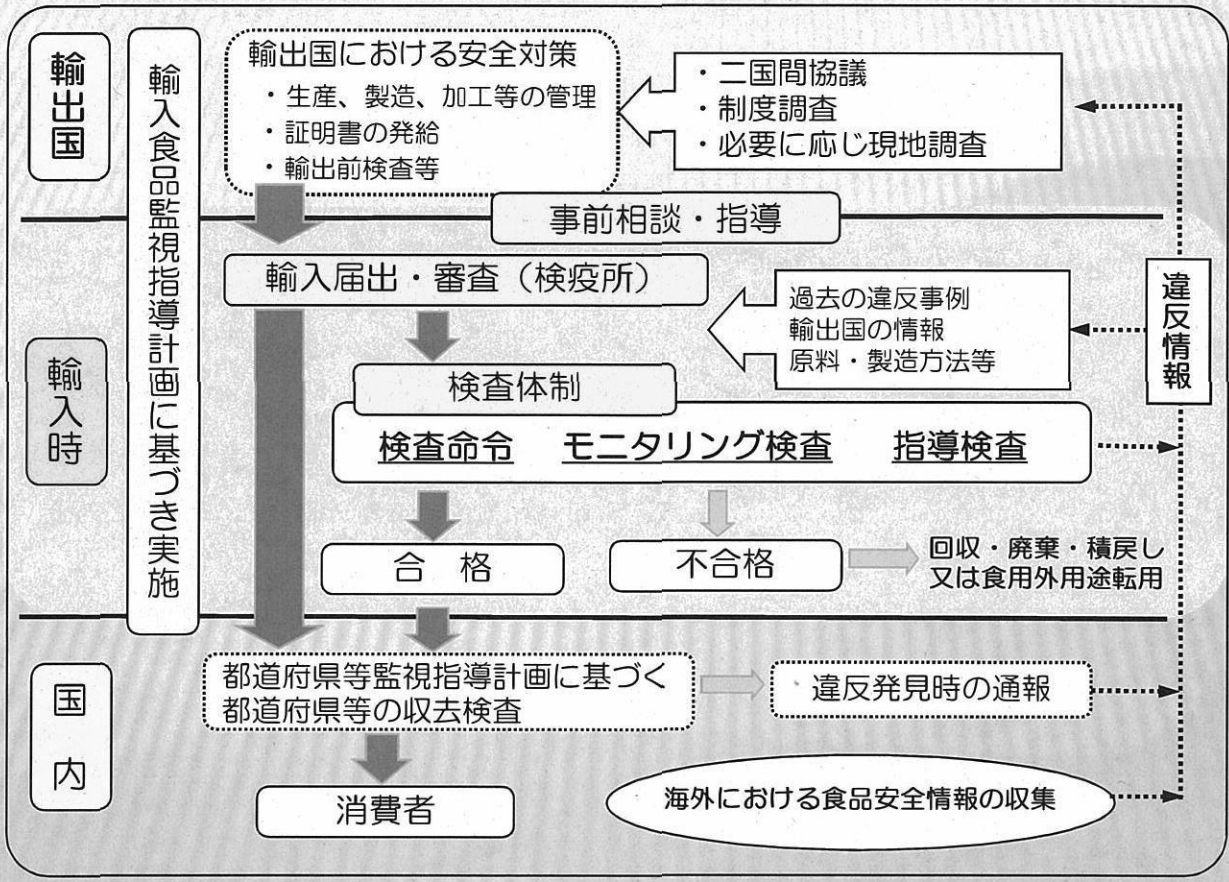 輸出国
輸入食品監視指導計画に基づき実施
輸出国における安全対策
・生産、製造、加工等の管理
・証明書の発給
・輸出前検査等
・二国間協議
・制度調査
・必要に応じ現地調査
事前相談・指導
輸入時
輸入届出・審査（検疫所）
過去の違反事例
輸出国の情報
原料・製造方法等
違反情報
検査体制
検査命令 モニタリング検査 指導検査
合 格
不合格
回収・廃棄・積戻し
又は食用外用途転用
国内
都道府県等監視指導計画に基づく
都道府県等の収去検査
違反発見時の通報
消費者
海外における食品安全情報の収集